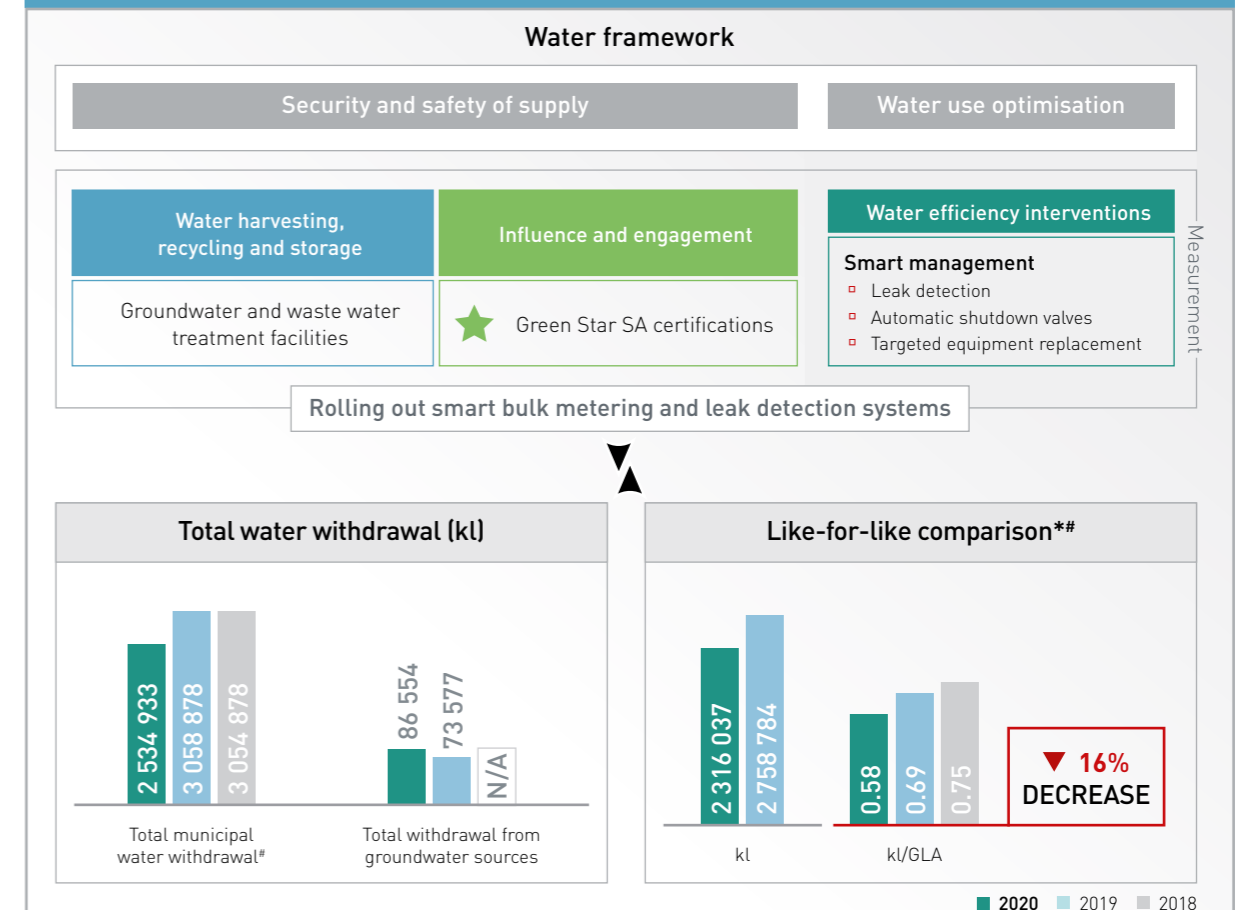 Water framework
Security and safety of supply
Water use optimisation
Water harvesting,
recycling and storage
Groundwater and waste water
treatment facilities
Influence and engagement
Green Star SA certifications
Water efficiency interventions
Smart management
Leak detection
Automatic shutdown valves
Targeted equipment replacement
Measurement
Rolling out smart bulk metering and leak detection systems
Total water withdrawal (kl)
2 534 933
3 058 878
3 054 878
Total municipal
water withdrawal#
86 554
73 577
N/A
Total withdrawal from
groundwater sources
Like-for-like comparison*#
2 316 037
2 758 784
kl
0.58
0.69
0.75
kl/GLA
▼ 16%
DECREASE
2020 2019 2018